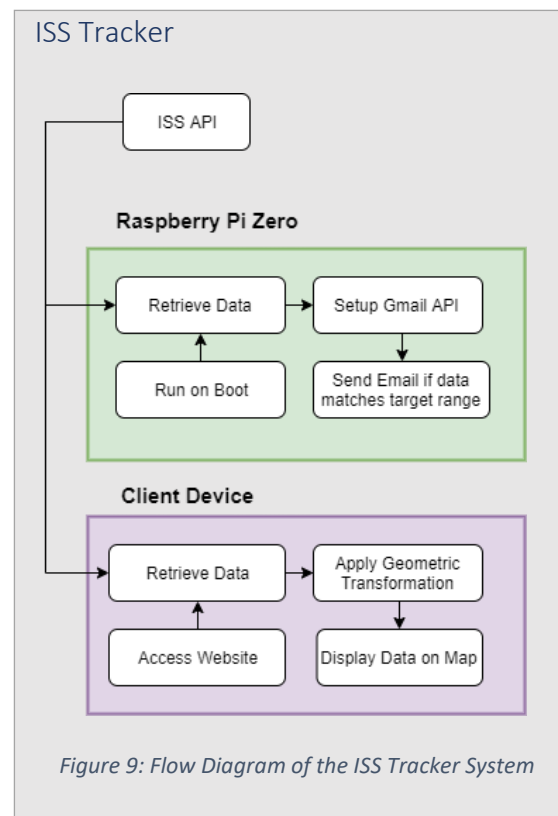 ISS Tracker
ISS API
Raspberry Pi Zero
Retrieve Data
Setup Gmail API
Run on Boot
Send Email if data
matches target range
Client Device
Retrieve Data
Apply Geometric
Transformation
Access Website
Display Data on Map
Figure 9: Flow Diagram of the ISS Tracker System